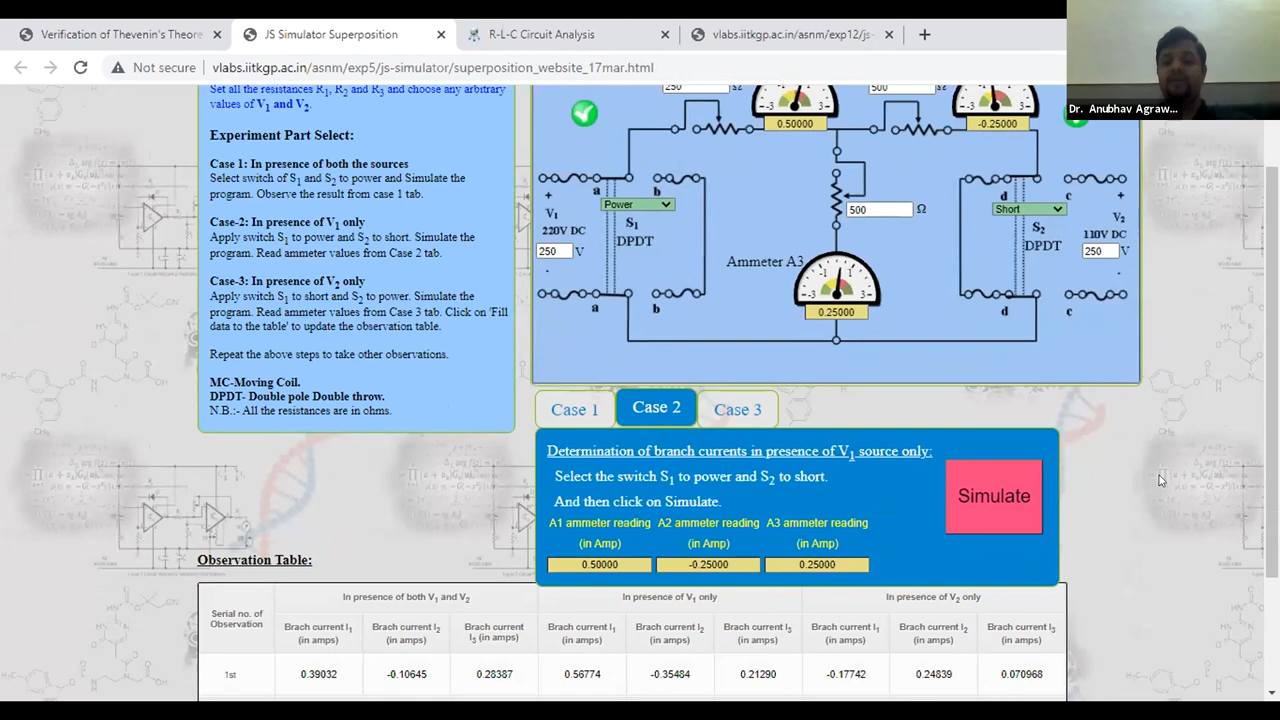 Verification of Thevenin's Theore
JS Simulator Superposition
R-L-C Circuit Analysis
vlabs.iitkgp.ac.in/asnm/exp12/js-
Not secure
vlabs.iitkgp.ac.in/asnm/exp5/js-simulator/superposition_website_17mar.html
Dr. Anubhav Agraw...
Set all the resistances R1, R2 and R3 and choose any arbitrary
values of V1 and V2.
Experiment Part Select:
Case 1: In presence of both the sources
Select switch of S1 and S2 to power and Simulate the
program. Observe the result from case 1 tab.
Case-2: In presence of V1 only
Apply switch S1 to power and S2 to short. Simulate the
program. Read ammeter values from Case 2 tab.
Case-3: In presence of V2 only
Apply switch S1 to short and S2 to power. Simulate the
program. Read ammeter values from Case 3 tab. Click on 'Fill
data to the table' to update the observation table.
Repeat the above steps to take other observations.
MC-Moving Coil.
DPDT- Double pole Double throw.
N.B.:- All the resistances are in ohms.
250 Ω
-3 3
0.50000
500 Ω
-3 3
-0.25000
a b
+
V1
220V DC
250 V
-
Power
S1
DPDT
a b
500 Ω
Ammeter A3
-1 1
-3 3
0.25000
d c
Short
S2
DPDT
+
V2
110V DC
250 V
-
d c
Case 1
Case 2
Case 3
Determination of branch currents in presence of V1 source only:
Select the switch S1 to power and S2 to short.
And then click on Simulate.
Simulate
A1 ammeter reading A2 ammeter reading A3 ammeter reading
(in Amp) (in Amp) (in Amp)
0.50000 -0.25000 0.25000
Observation Table:
Serial no. of
Observation
In presence of both V1 and V2
In presence of V1 only
In presence of V2 only
Brach current I1 Brach current I2 Brach current Brach current I1 Brach current I2 Brach current I3 Brach current I1 Brach current I2 Brach current I3
(in amps) (in amps) I3 (in amps) (in amps) (in amps) (in amps) (in amps) (in amps) (in amps)
1st 0.39032 -0.10645 0.28387 0.56774 -0.35484 0.21290 -0.17742 0.24839 0.070968